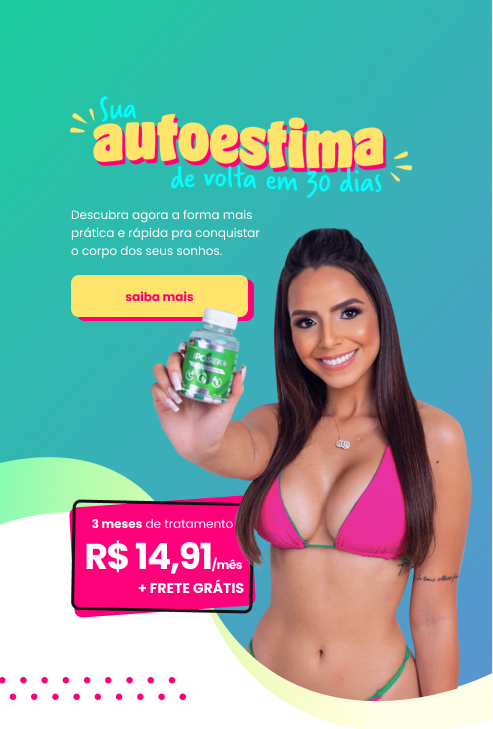 Sua
autoestima
de volta em 30 dias
Descubra agora a forma mais
prática e rápida pra conquistar
o corpo dos seus sonhos.
saiba mais
3 meses de tratamento
R$ 14,91/mês
+ FRETE GRÁTIS